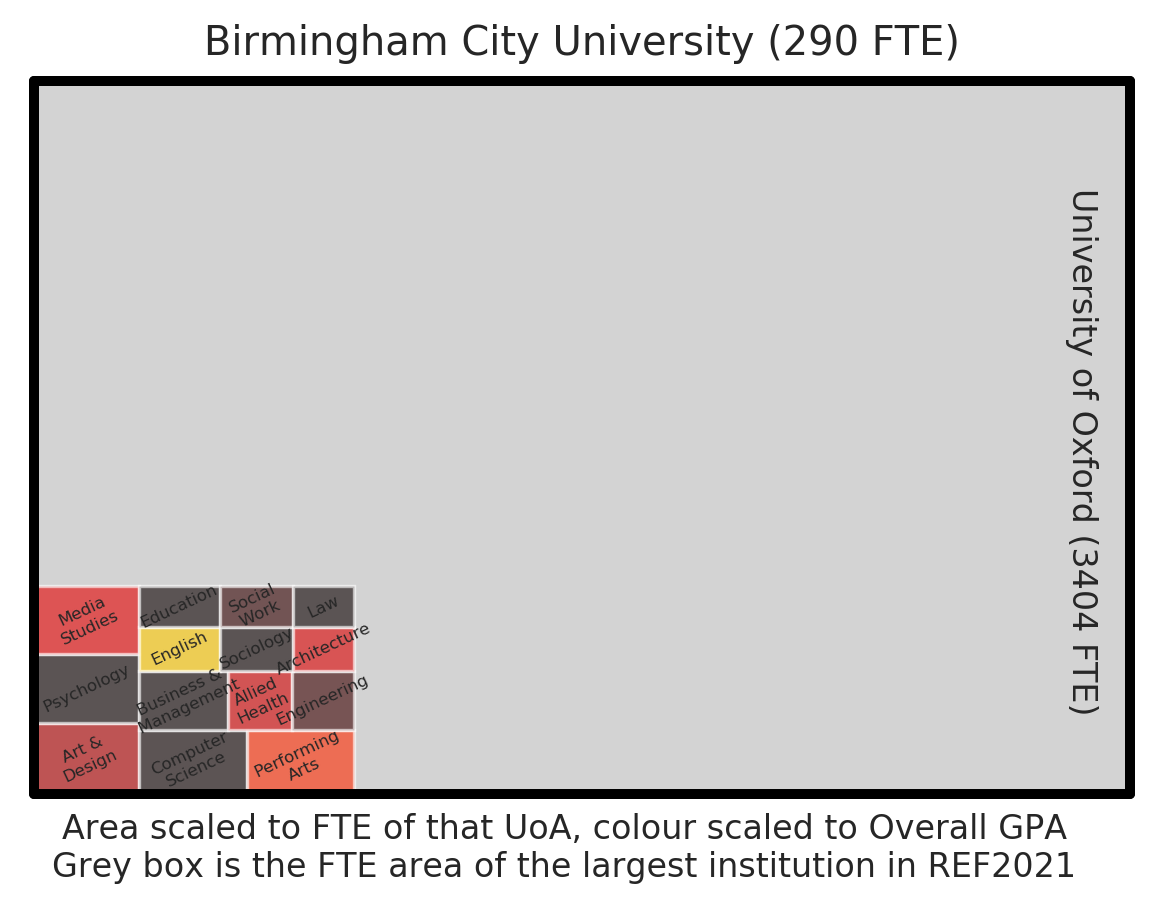 Birmingham City University (290 FTE)
University of Oxford (3404 FTE)
Media
Studies
Education
Social
Work
Law
English
Sociology
Architecture
Psychology
Business &
Management
Allied
Health
Engineering
Art &
Design
Computer
Science
Performing
Arts
Area scaled to FTE of that UoA, colour scaled to Overall GPA
Grey box is the FTE area of the largest institution in REF2021